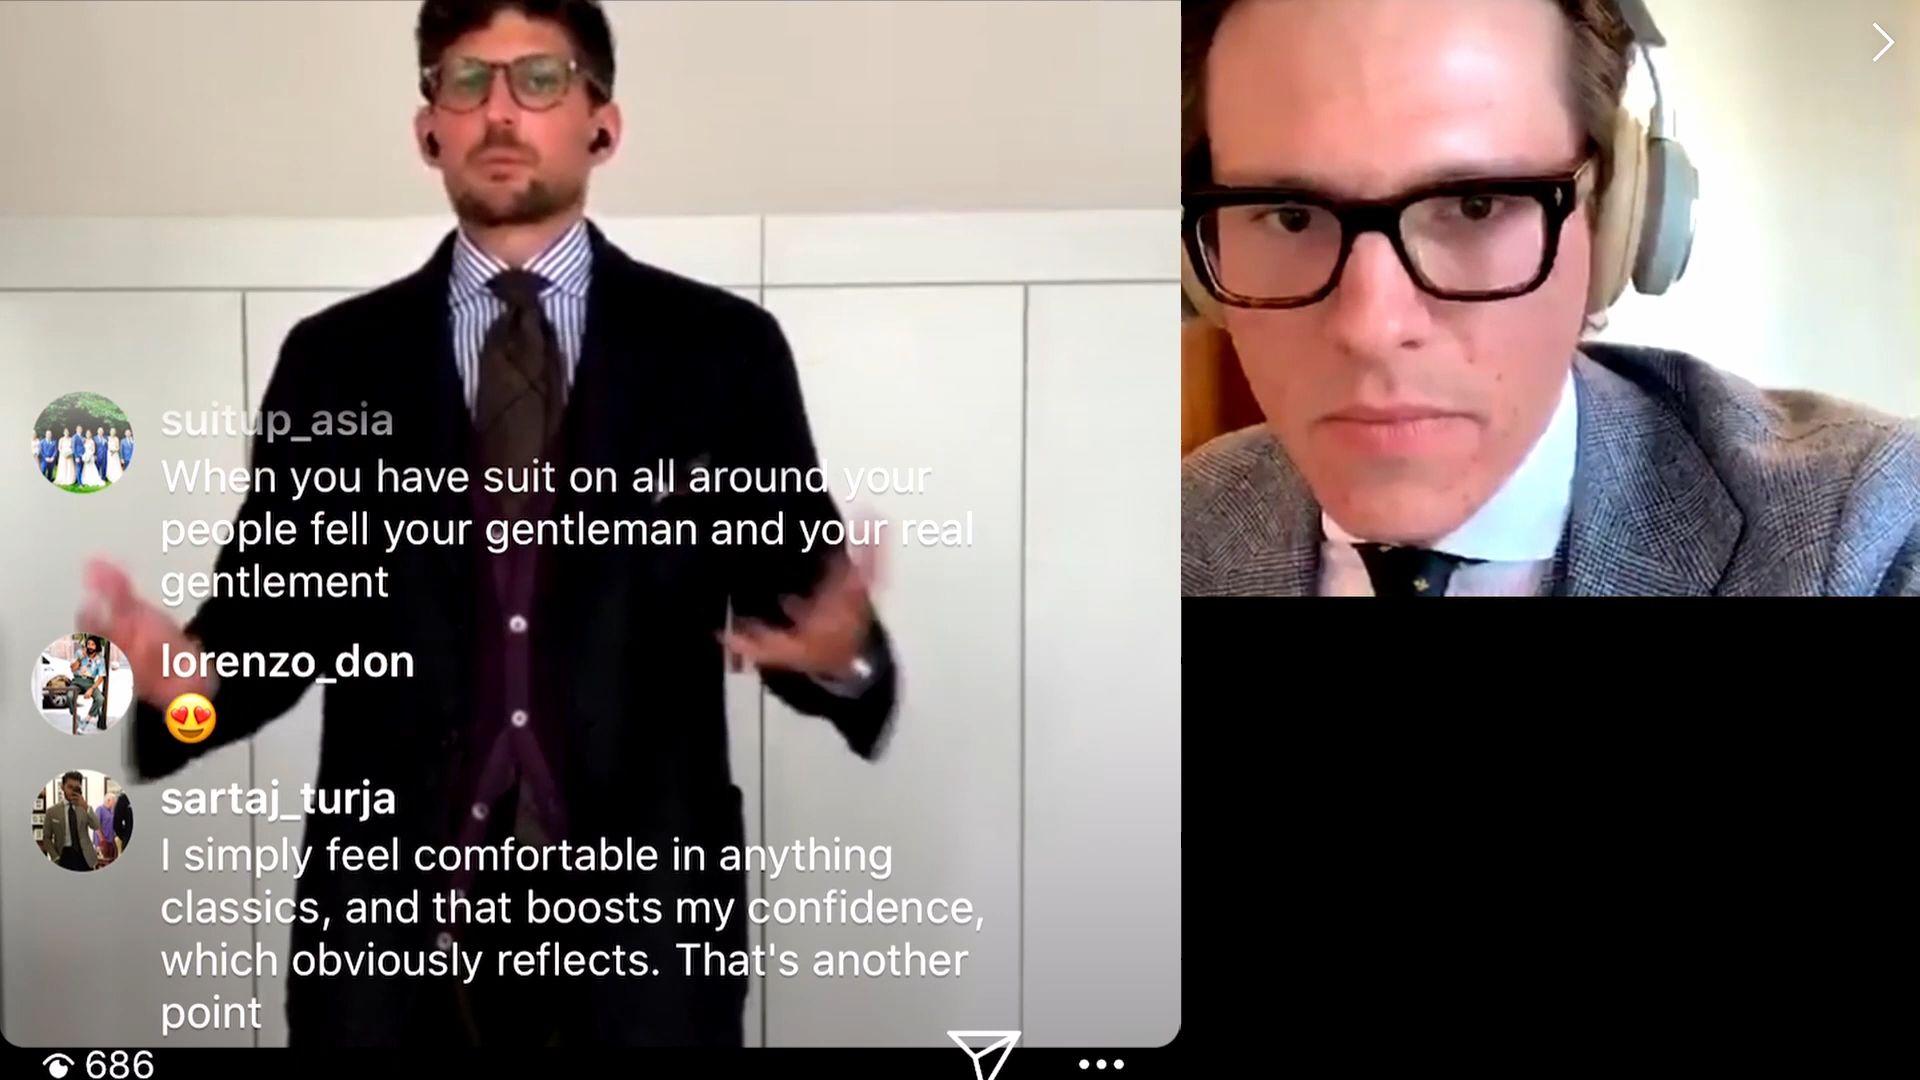 suitup_asia
When you have suit on all around your
people fell your gentleman and your real
gentlement
lorenzo_don
😍
sartaj_turja
I simply feel comfortable in anything
classics, and that boosts my confidence,
which obviously reflects. That's another
point
686